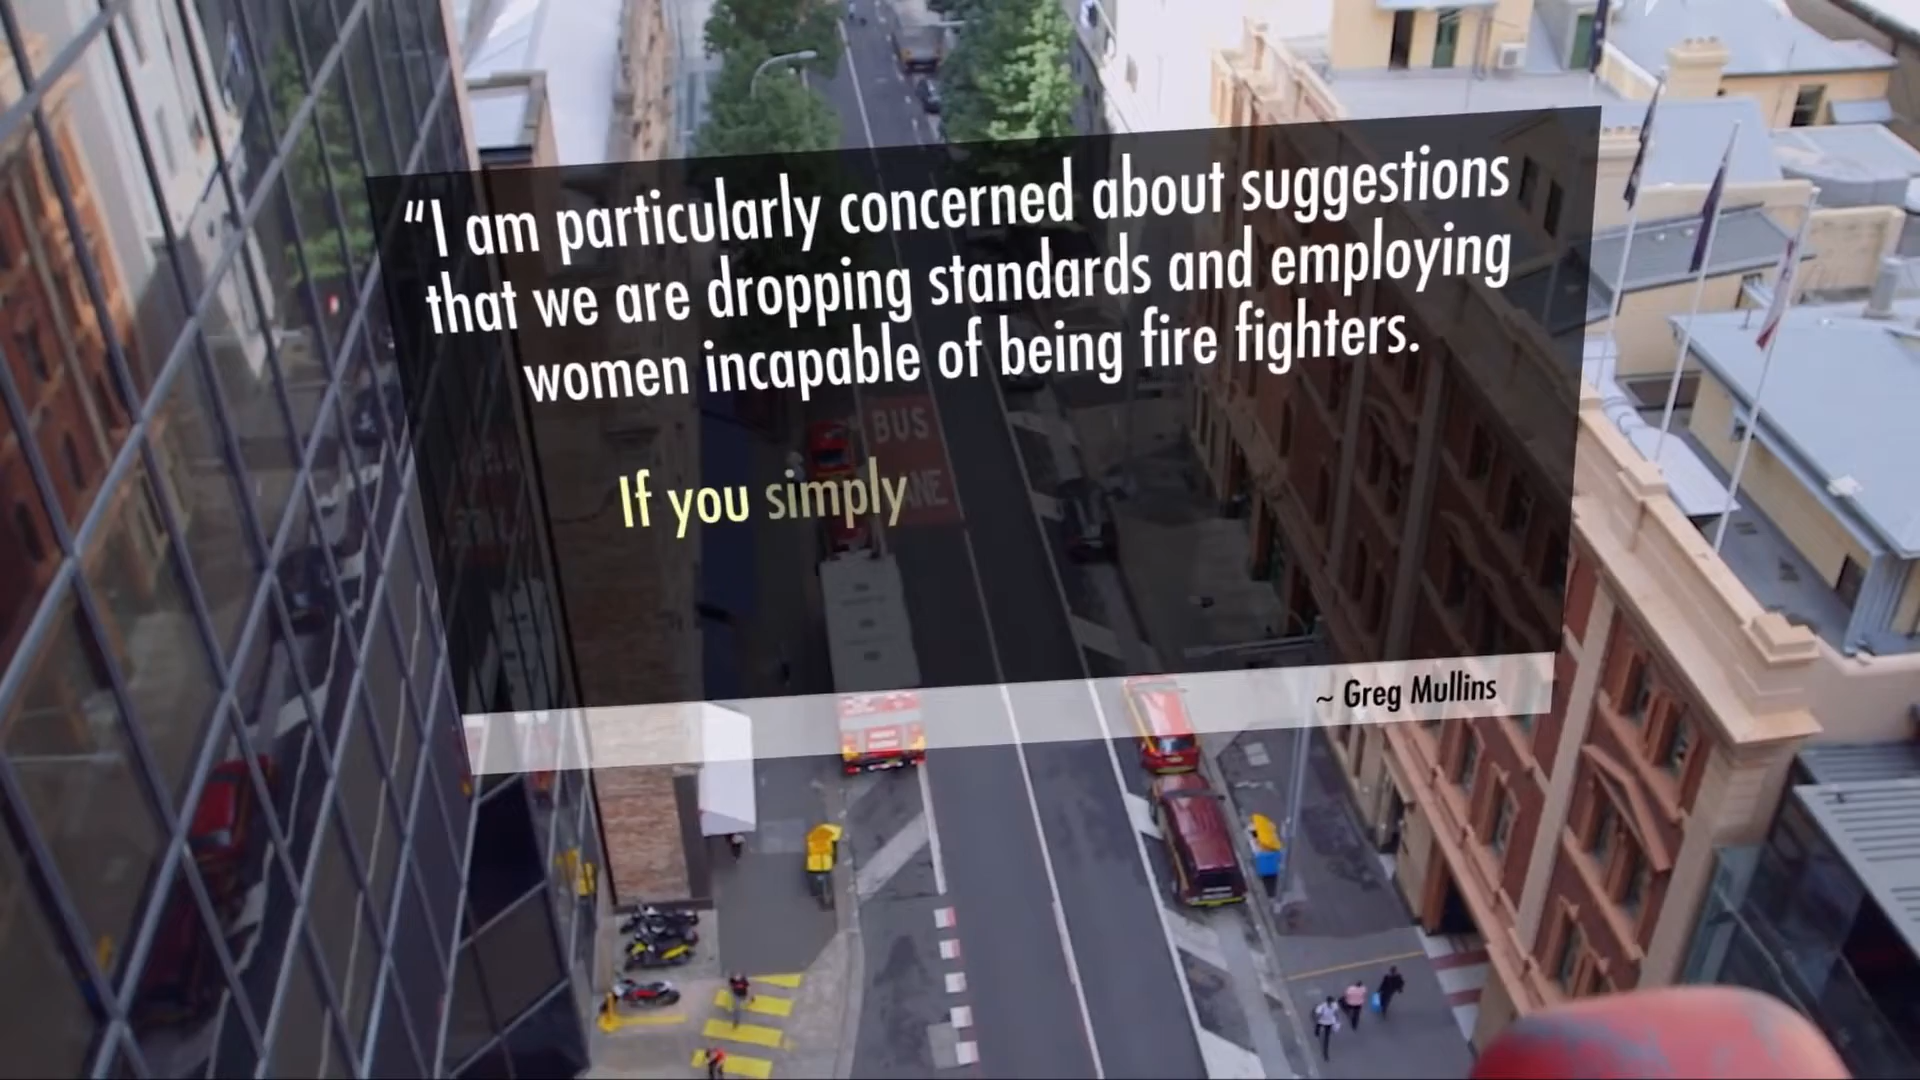 “I am particularly concerned about suggestions
that we are dropping standards and employing
women incapable of being fire fighters.
If you simply
~ Greg Mullins
BUS